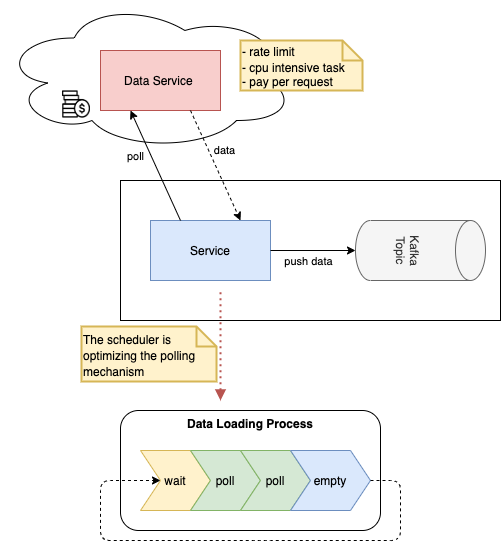 - rate limit
- cpu intensive task
- pay per request
Data Service
$
poll
data
Service
push data
Kafka
Topic
The scheduler is
optimizing the polling
mechanism
Data Loading Process
wait
poll
poll
empty